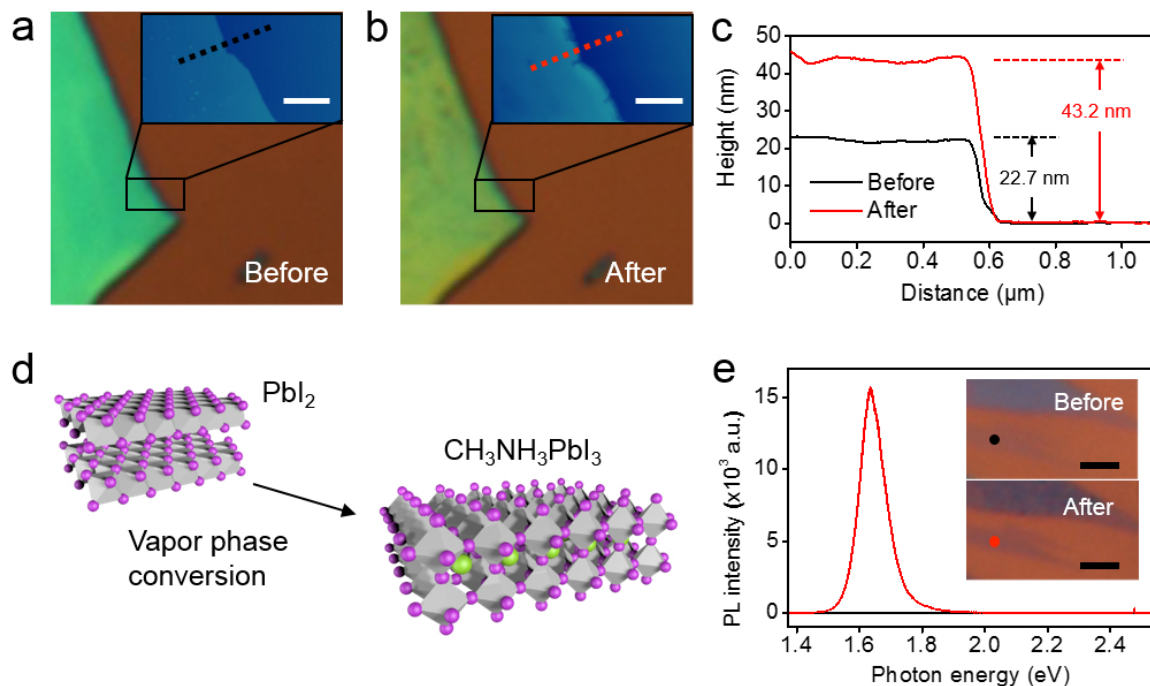 a
Before
b
After
c
Height (nm)
50
40
30
20
10
0
43.2 nm
22.7 nm
Before
After
0.0 0.2 0.4 0.6 0.8 1.0
Distance (µm)
d
PbI₂
CH₃NH₃PbI₃
Vapor phase
conversion
e
PL intensity (x10³ a.u.)
15
10
5
0
Before
After
1.4 1.6 1.8 2.0 2.2 2.4
Photon energy (eV)